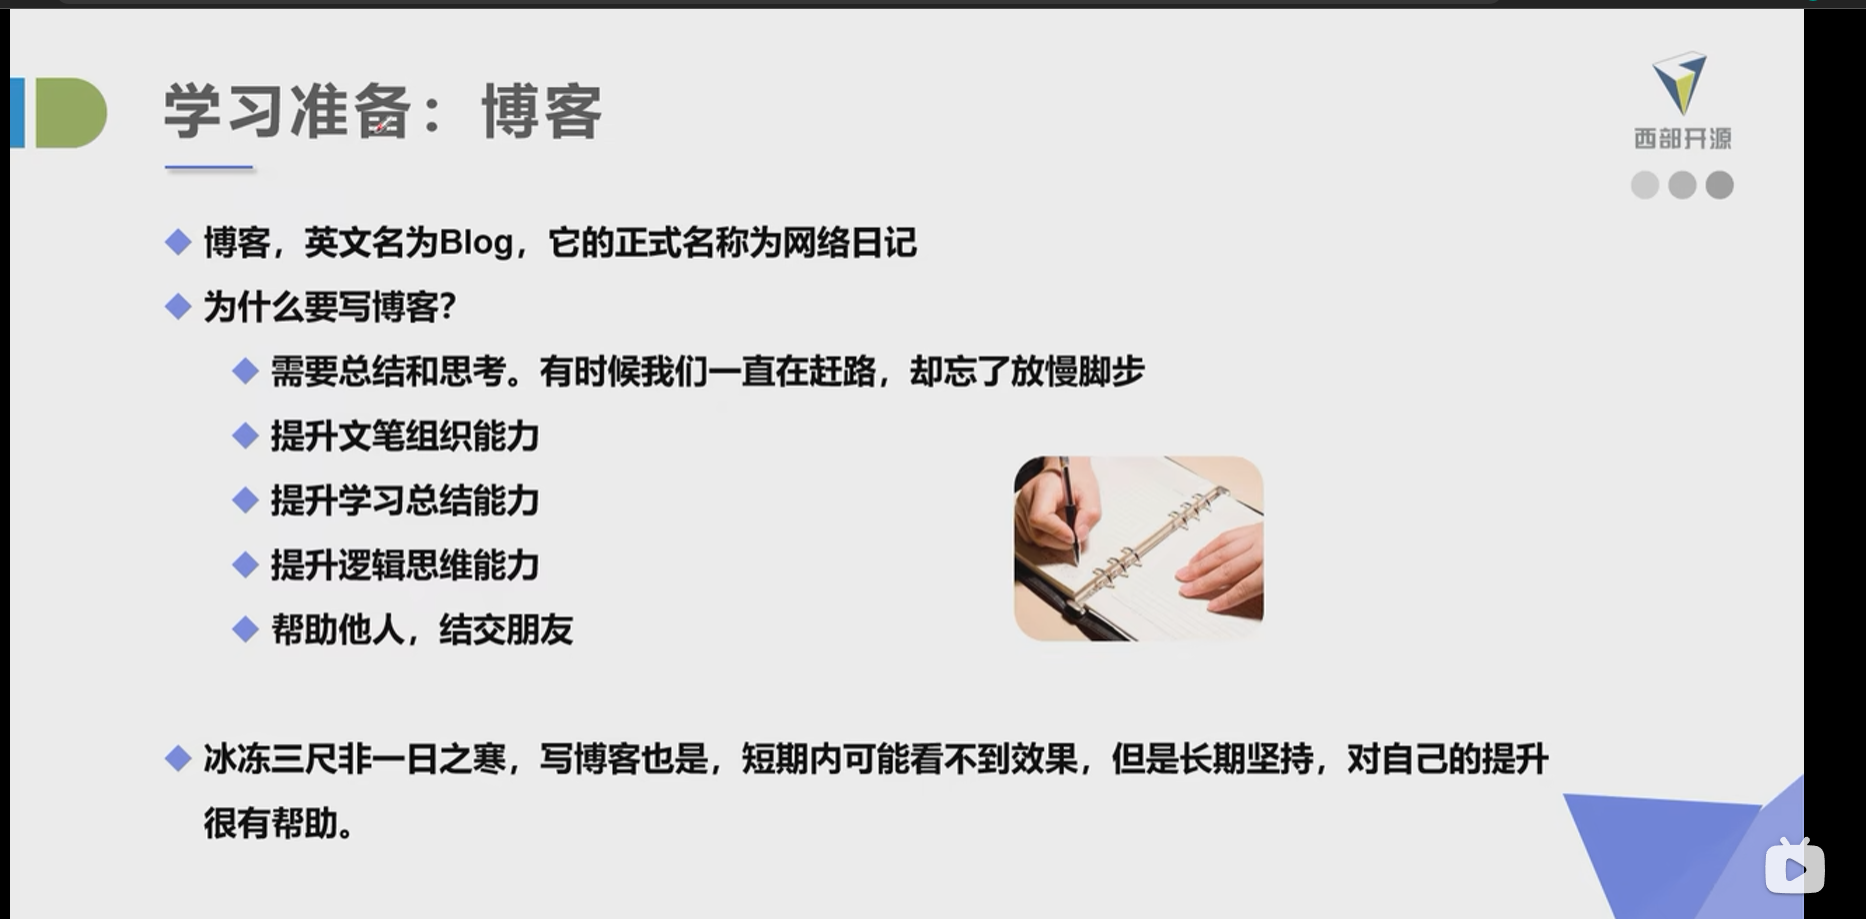 学习准备：博客
西部开源
博客，英文名为Blog，它的正式名称为网络日记
为什么要写博客？
需要总结和思考。有时候我们一直在赶路，却忘了放慢脚步
提升文笔组织能力
提升学习总结能力
提升逻辑思维能力
帮助他人，结交朋友
冰冻三尺非一日之寒，写博客也是，短期内可能看不到效果，但是长期坚持，对自己的提升
很有帮助。